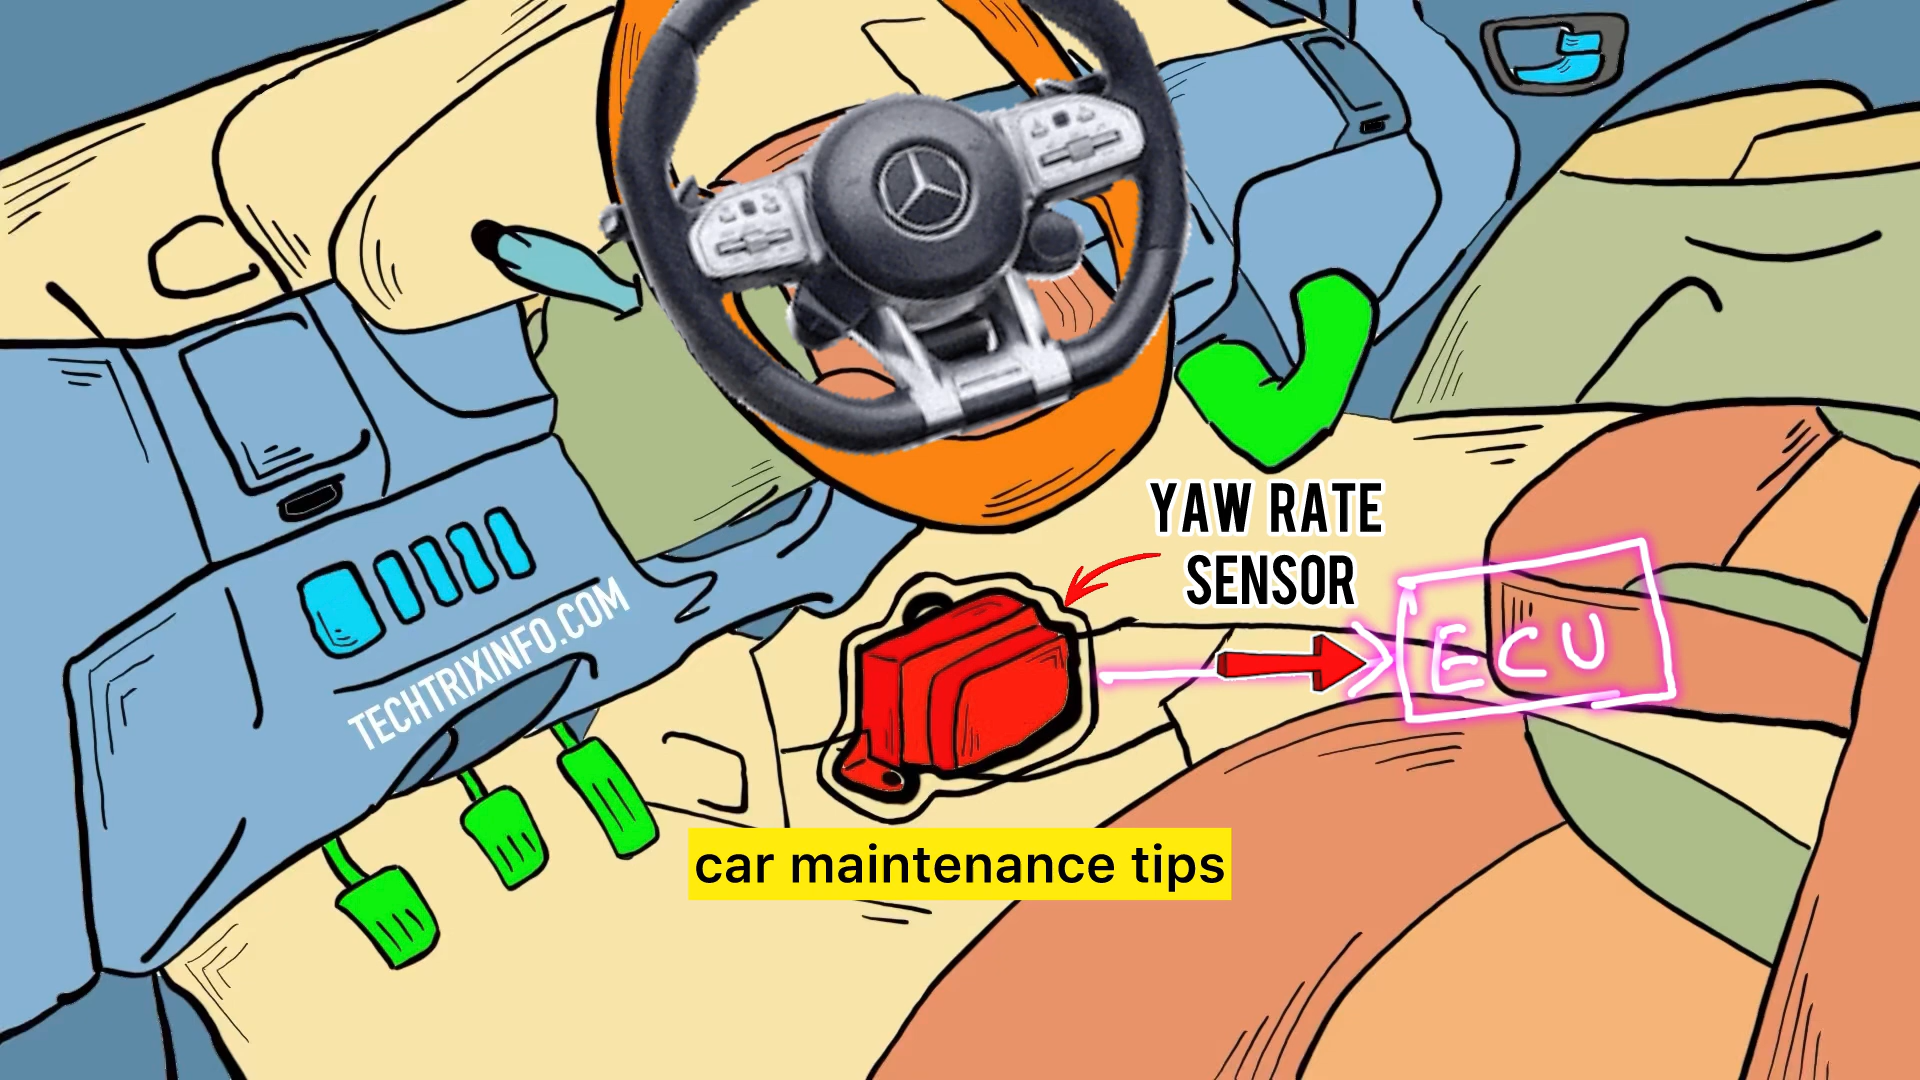 YAW RATE
SENSOR
ECU
TECHTRIXINFO.COM
car maintenance tips